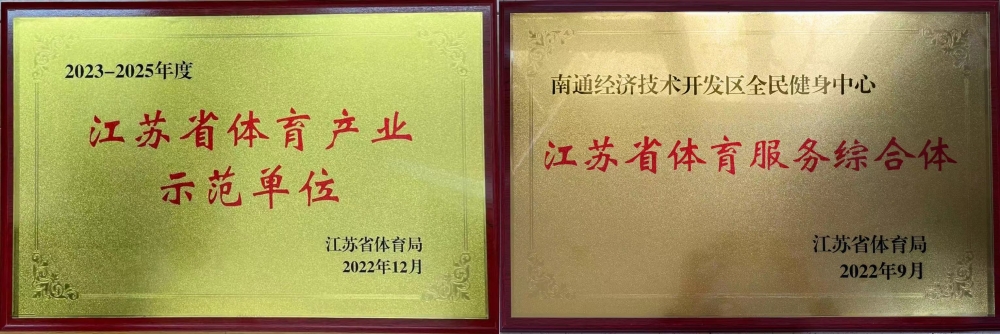 2023-2025年度
江苏省体育产业
示范单位
江苏省体育局
2022年12月
南通经济技术开发区全民健身中心
江苏省体育服务综合体
江苏省体育局
2022年9月